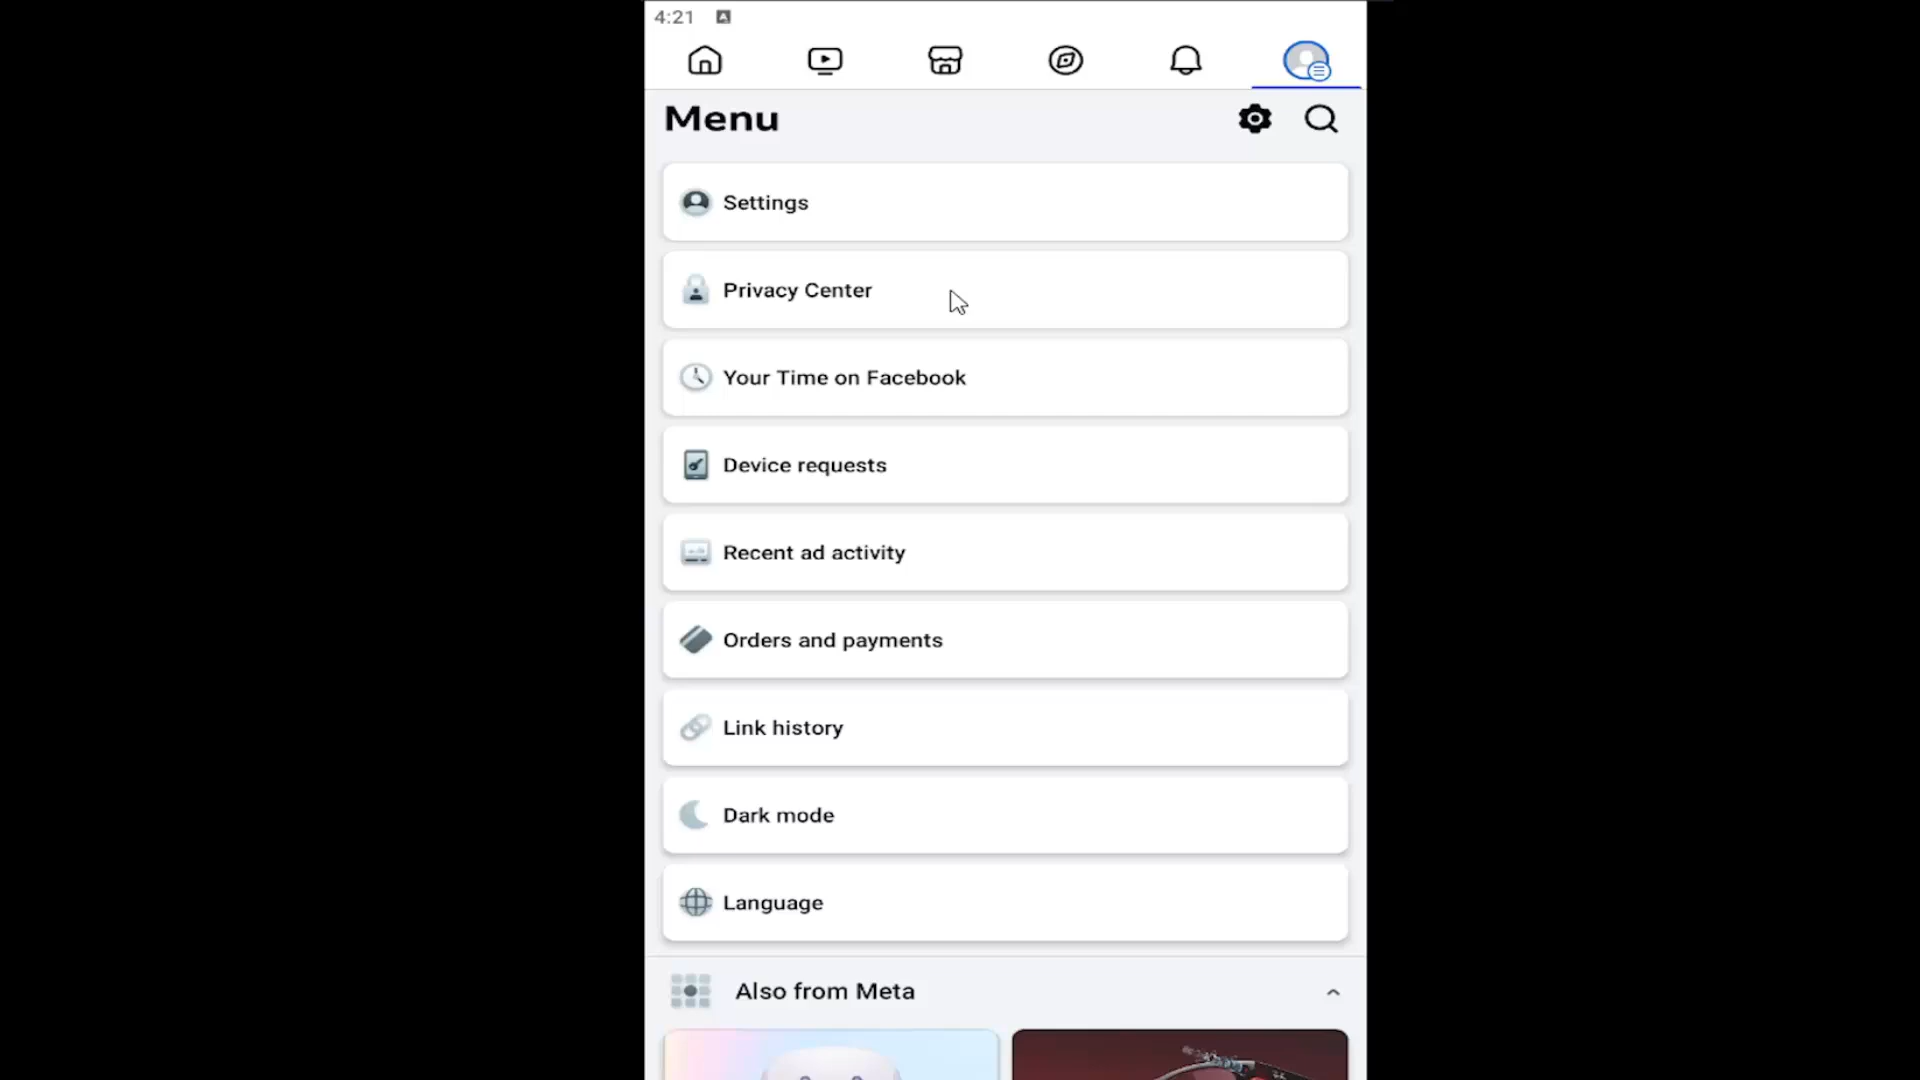 4:21
Menu
Settings
Privacy Center
Your Time on Facebook
Device requests
Recent ad activity
Orders and payments
Link history
Dark mode
Language
Also from Meta